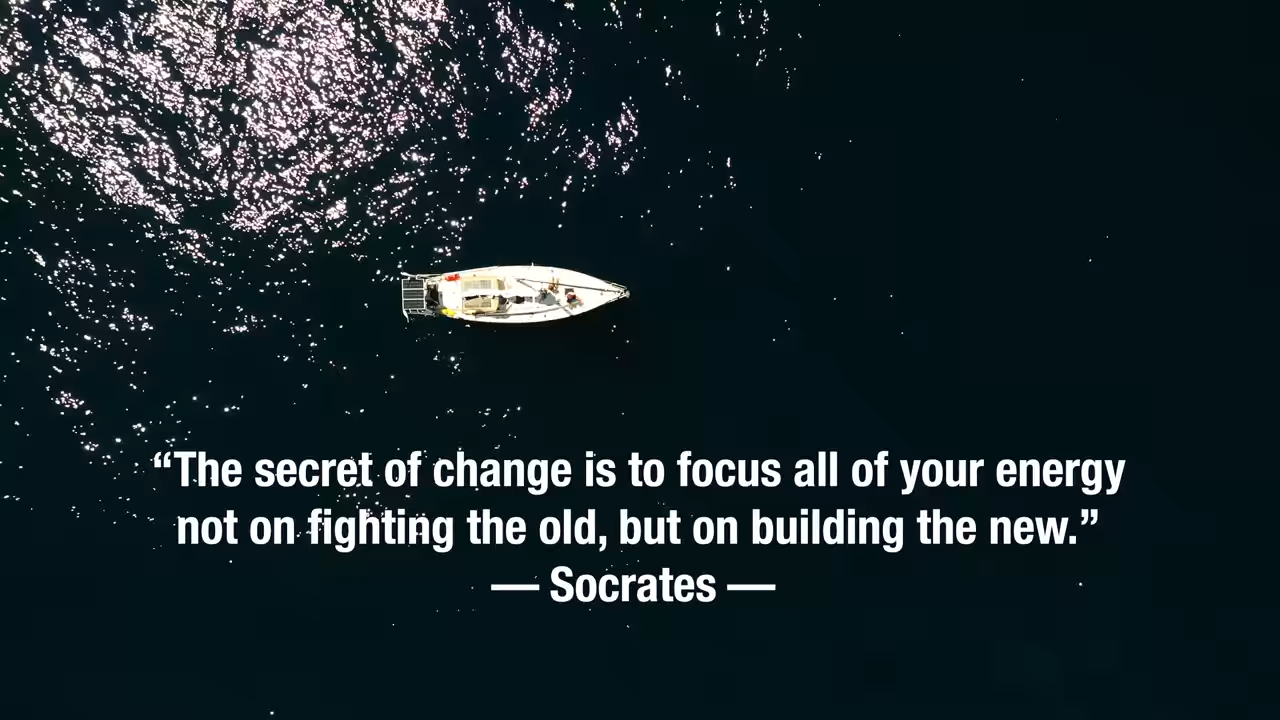 “The secret of change is to focus all of your energy
not on fighting the old, but on building the new.”
— Socrates —